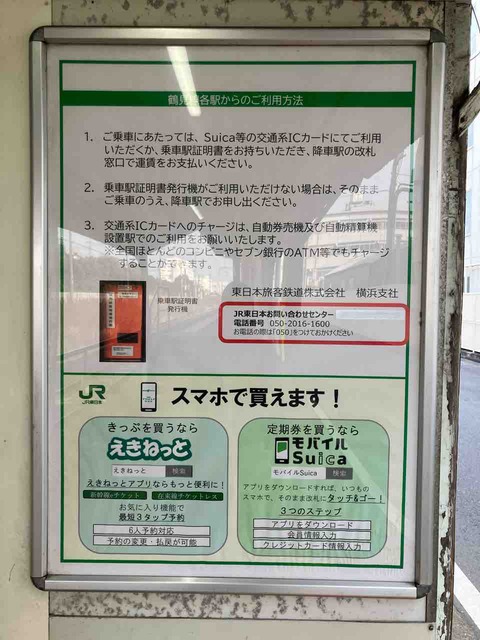 鶴見線各駅からのご利用方法
1. ご乗車にあたっては、Suica等の交通系ICカードにてご利用
いただくか、乗車駅証明書をお持ちいただき、降車駅の改札
窓口で運賃をお支払いください。
2. 乗車駅証明書発行機がご利用いただけない場合は、そのまま
ご乗車のうえ、降車駅でお申し出ください。
3. 交通系ICカードへのチャージは、自動券売機及び自動精算機
設置駅でのご利用をお願いいたします。
※全国ほとんどのコンビニやセブン銀行のATM等でもチャージ
することができます。
乗車駅証明書
発行機
東日本旅客鉄道株式会社 横浜支社
JR東日本お問い合わせセンター
電話番号 050-2016-1600
お電話の際は「050」をつけておかけください
JR
JR東日本
スマホで買えます!
きっぷを買うなら
えきねっと
えきねっと 検索
えきねっとアプリならもっと便利に!
新幹線eチケット 在来線チケットレス
お気に入り機能で
最短3タップ予約
6人予約対応
予約の変更・払戻が可能
定期券を買うなら
モバイル
Suica
モバイルSuica 検索
アプリをダウンロードすれば、いつもの
スマホで、そのまま改札にタッチ&ゴー!
3つのステップ
アプリをダウンロード
会員情報入力
クレジットカード情報入力